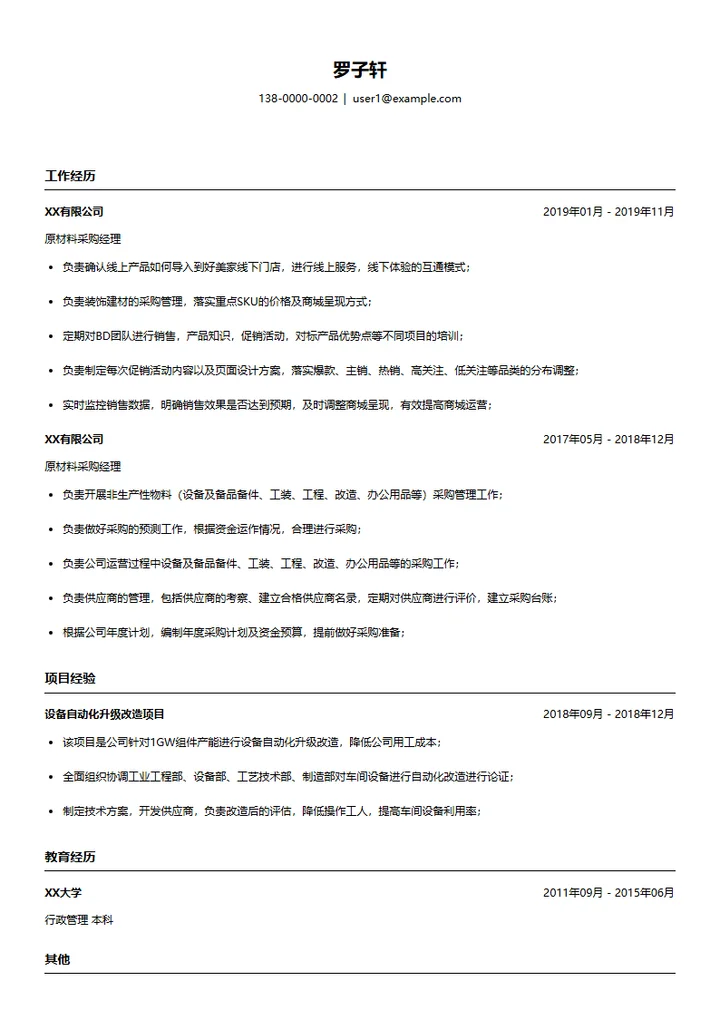 罗子轩
138-0000-0002 | user1@example.com
工作经历
XX有限公司 2019年01月 - 2019年11月
原材料采购经理
• 负责确认线上产品如何导入到好美家线下门店，进行线上服务，线下体验的互通模式；
• 负责装饰建材的采购管理，落实重点SKU的价格及商城呈现方式；
• 定期对BD团队进行销售，产品知识，促销活动，对标产品优势点等不同项目的培训；
• 负责制定每次促销活动内容以及页面设计方案，落实爆款、主销、热销、高关注、低关注等品类的分布调整；
• 实时监控销售数据，明确销售效果是否达到预期，及时调整商城呈现，有效提高商城运营；
XX有限公司 2017年05月 - 2018年12月
原材料采购经理
• 负责开展非生产性物料（设备及备品备件、工装、工程、改造、办公用品等）采购管理工作；
• 负责做好采购的预测工作，根据资金运作情况，合理进行采购；
• 负责公司运营过程中设备及备品备件、工装、工程、改造、办公用品等的采购工作；
• 负责供应商的管理，包括供应商的考察、建立合格供应商名录，定期对供应商进行评价，建立采购台账；
• 根据公司年度计划，编制年度采购计划及资金预算，提前做好采购准备；
项目经验
设备自动化升级改造项目 2018年09月 - 2018年12月
• 该项目是公司针对1GW组件产能进行设备自动化升级改造，降低公司用工成本；
• 全面组织协调工业工程部、设备部、工艺技术部、制造部对车间设备进行自动化改造进行论证；
• 制定技术方案，开发供应商，负责改造后的评估，降低操作工人，提高车间设备利用率；
教育经历
XX大学 2011年09月 - 2015年06月
行政管理 本科
其他